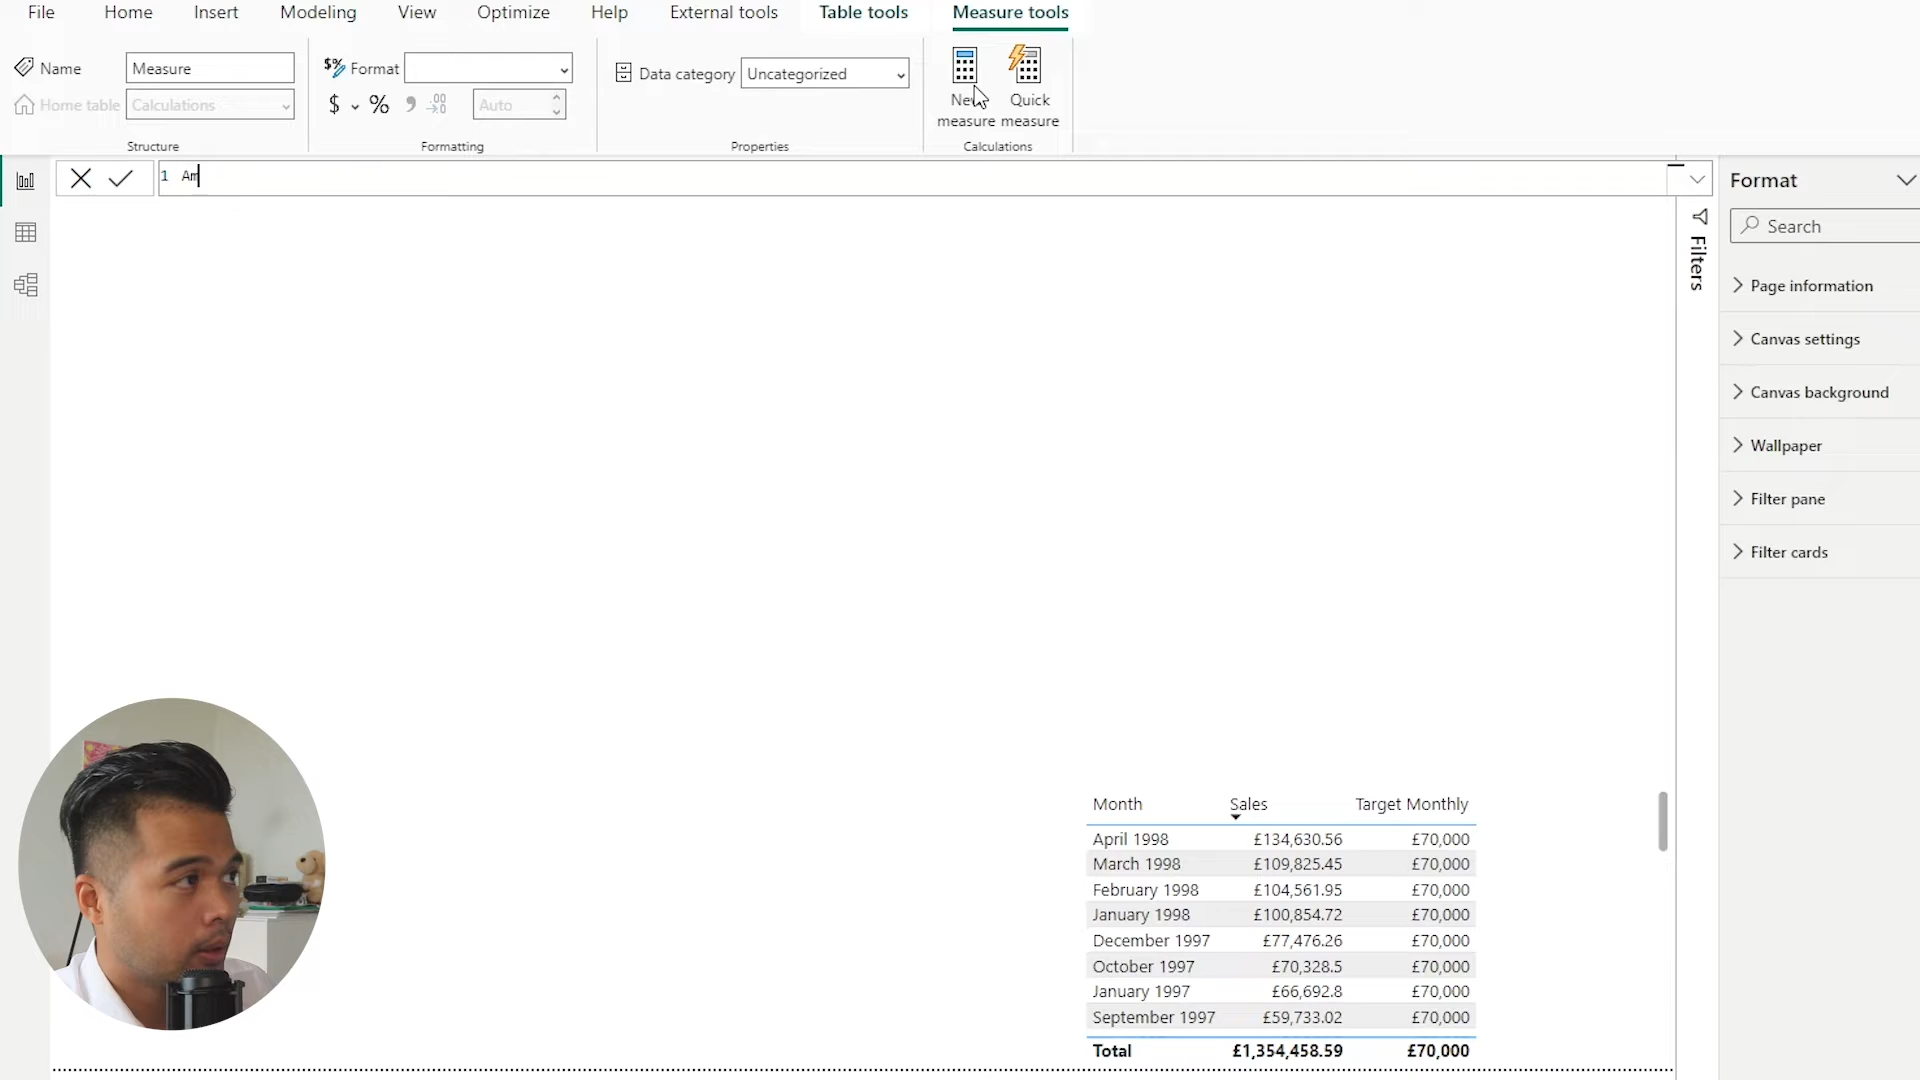 File Home Insert Modeling View Optimize Help External tools Table tools Measure tools
Name Measure
Home table Calculations
Structure
$% Format
$ % , .00
Auto
Formatting
Data category Uncategorized
Properties
New measure
Quick measure
Calculations
1 Am
Filters
Format
Search
Page information
Canvas settings
Canvas background
Wallpaper
Filter pane
Filter cards
Month Sales Target Monthly
April 1998 £134,630.56 £70,000
March 1998 £109,825.45 £70,000
February 1998 £104,561.95 £70,000
January 1998 £100,854.72 £70,000
December 1997 £77,476.26 £70,000
October 1997 £70,328.5 £70,000
January 1997 £66,692.8 £70,000
September 1997 £59,733.02 £70,000
Total £1,354,458.59 £70,000